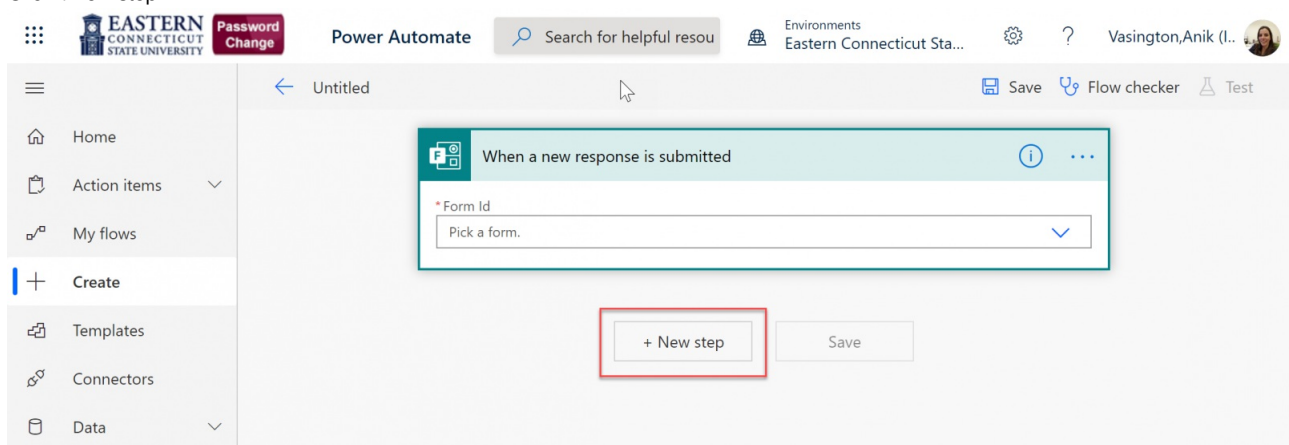 EASTERN
CONNECTICUT
STATE UNIVERSITY
Password
Change
Power Automate
Search for helpful resou
Environments
Eastern Connecticut Sta...
?
Vasington,Anik (I..
Untitled
Save
Flow checker
Test
Home
Action items
My flows
Create
Templates
Connectors
Data
When a new response is submitted
* Form Id
Pick a form.
+ New step
Save